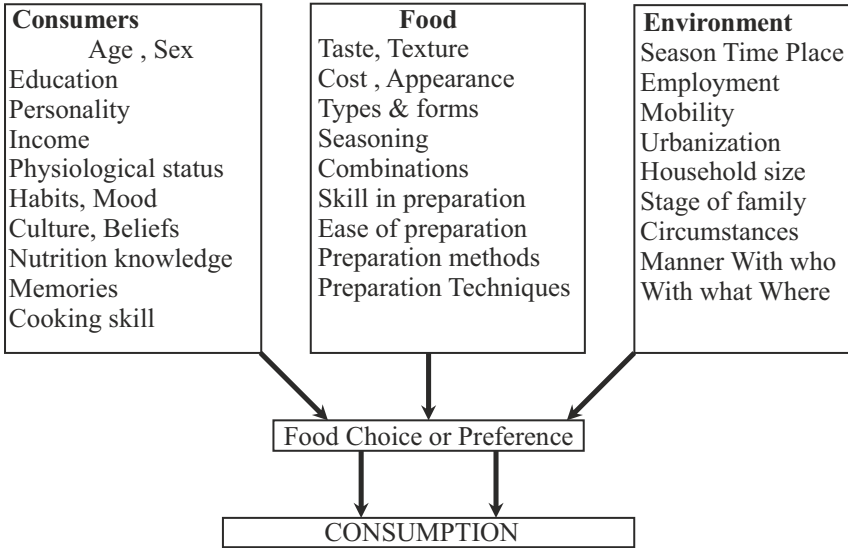 Consumers
Age , Sex
Education
Personality
Income
Physiological status
Habits, Mood
Culture, Beliefs
Nutrition knowledge
Memories
Cooking skill
Food
Taste, Texture
Cost , Appearance
Types & forms
Seasoning
Combinations
Skill in preparation
Ease of preparation
Preparation methods
Preparation Techniques
Environment
Season Time Place
Employment
Mobility
Urbanization
Household size
Stage of family
Circumstances
Manner With who
With what Where
Food Choice or Preference
CONSUMPTION